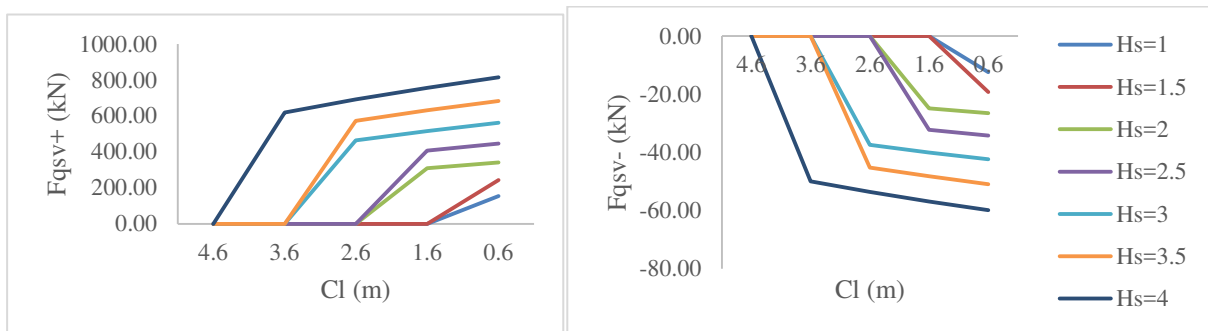 1000.00
800.00
600.00
400.00
200.00
0.00
Fqsv+ (kN)
4.6 3.6 2.6 1.6 0.6
Cl (m)
0.00
-20.00
-40.00
-60.00
-80.00
Fqsv- (kN)
4.6 3.6 2.6 1.6 0.6
Cl (m)
Hs=1
Hs=1.5
Hs=2
Hs=2.5
Hs=3
Hs=3.5
Hs=4